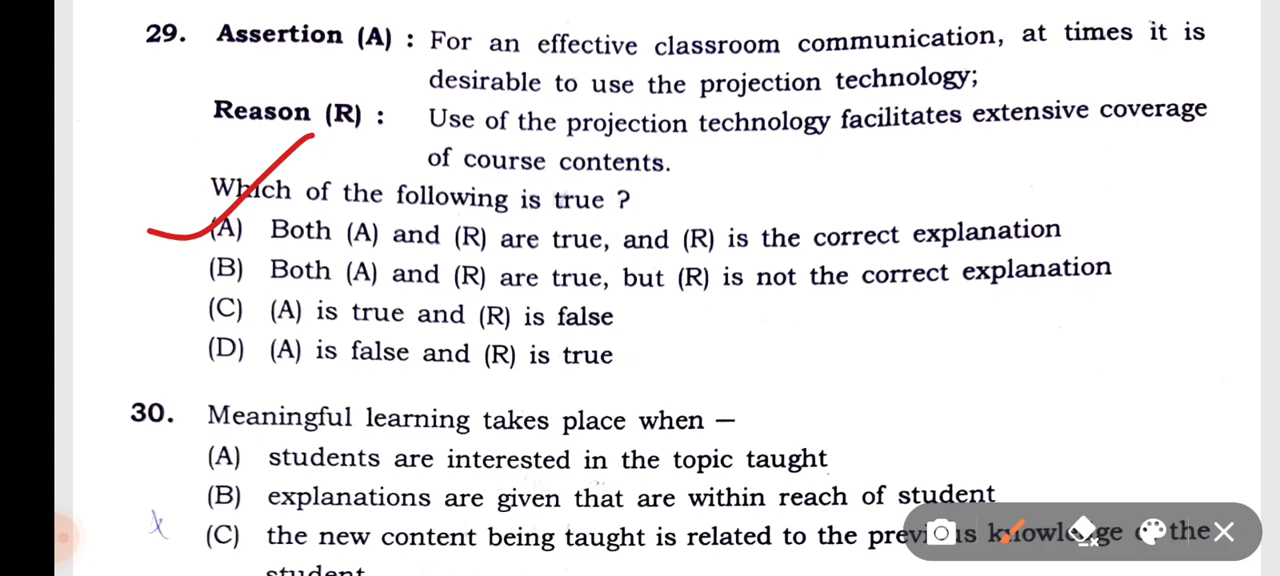 29. Assertion (A) : For an effective classroom communication, at times it is
desirable to use the projection technology;
Reason (R) : Use of the projection technology facilitates extensive coverage
of course contents.
Which of the following is true ?
(A) Both (A) and (R) are true, and (R) is the correct explanation
(B) Both (A) and (R) are true, but (R) is not the correct explanation
(C) (A) is true and (R) is false
(D) (A) is false and (R) is true
30. Meaningful learning takes place when —
(A) students are interested in the topic taught
(B) explanations are given that are within reach of student
(C) the new content being taught is related to the the
student